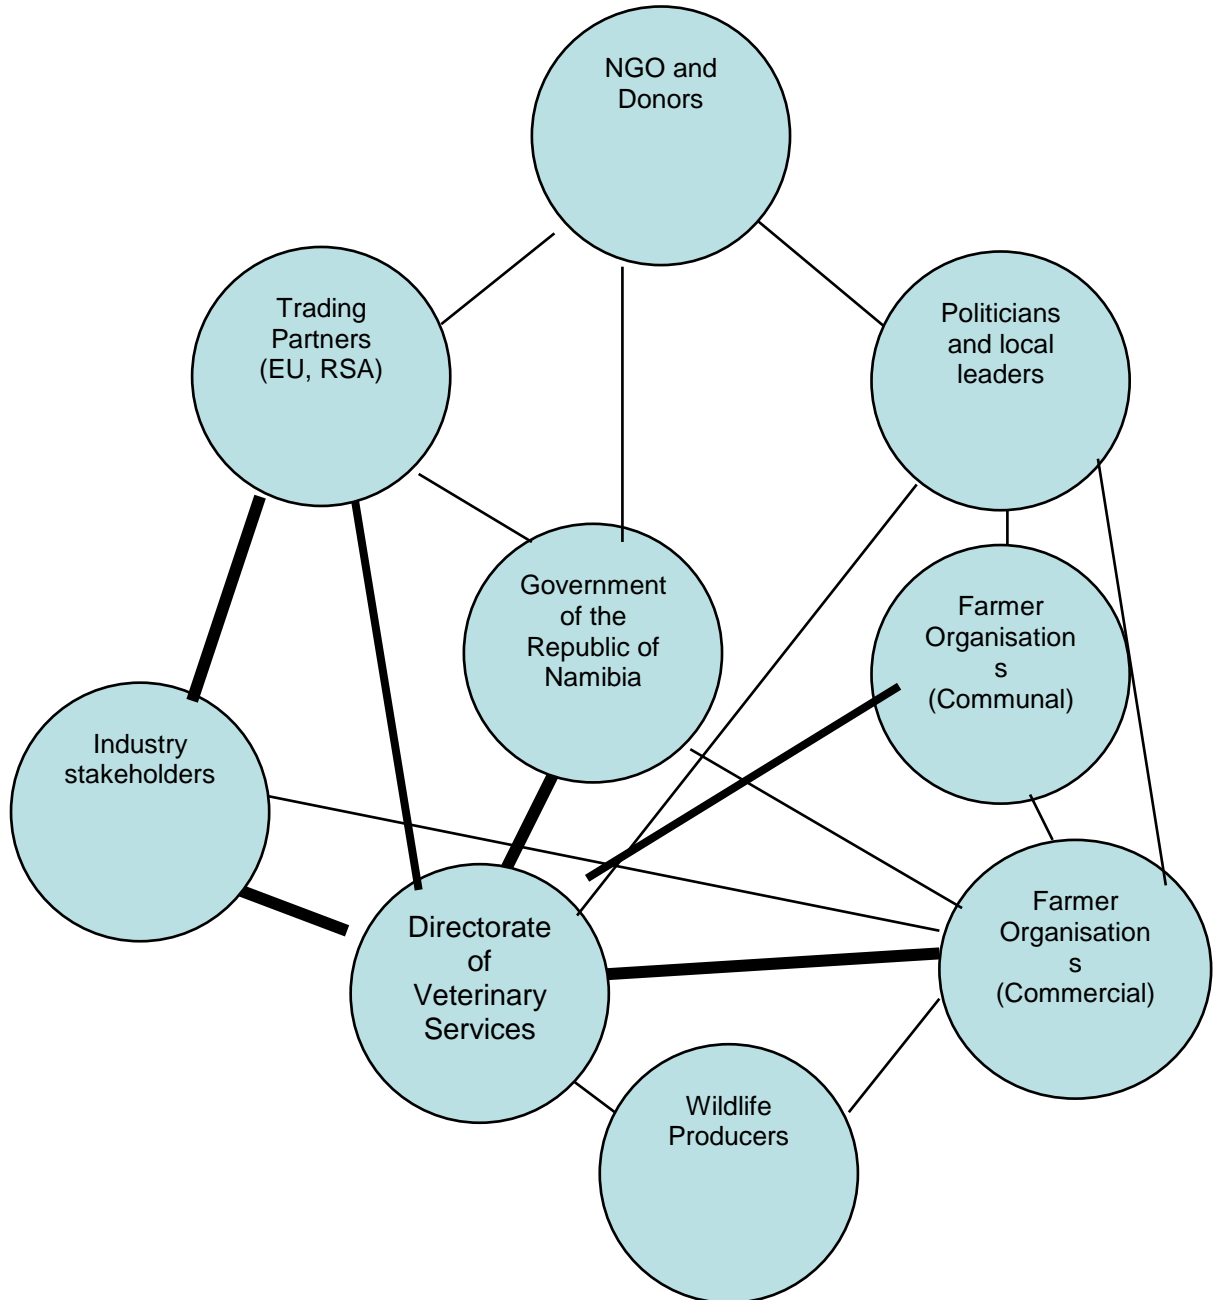 NGO and
Donors
Trading
Partners
(EU, RSA)
Politicians
and local
leaders
Government
of the
Republic of
Namibia
Farmer
Organisation
s
(Communal)
Industry
stakeholders
Directorate
of
Veterinary
Services
Farmer
Organisation
s
(Commercial)
Wildlife
Producers